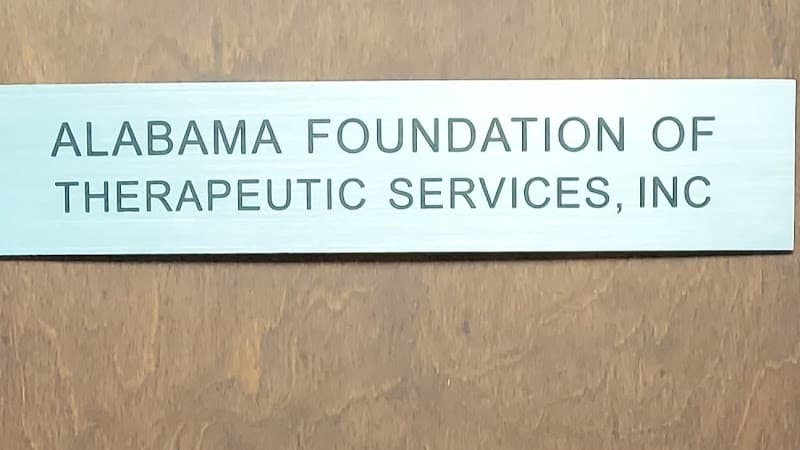 ALABAMA FOUNDATION OF
THERAPEUTIC SERVICES, INC